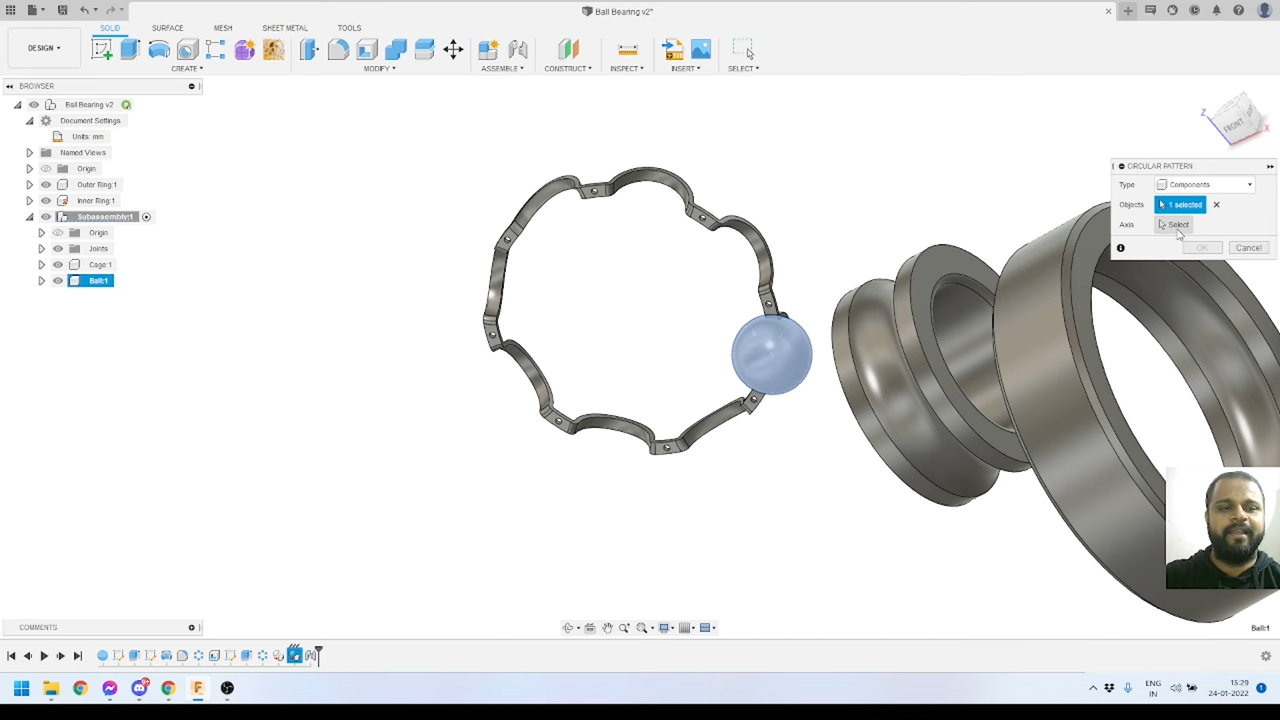 Ball Bearing v2*
SOLID SURFACE MESH SHEET METAL TOOLS
DESIGN
CREATE MODIFY ASSEMBLE CONSTRUCT INSPECT INSERT SELECT
BROWSER
Ball Bearing v2
Document Settings
Units: mm
Named Views
Origin
Outer Ring:1
Inner Ring:1
Subassembly:1
Origin
Joints
Cage:1
Ball:1
Z
FRONT
X
CIRCULAR PATTERN
Type Components
Objects 1 selected
Axis Select
OK Cancel
Ball:1
COMMENTS
9+
F
ENG
IN
15:29
24-01-2022
1